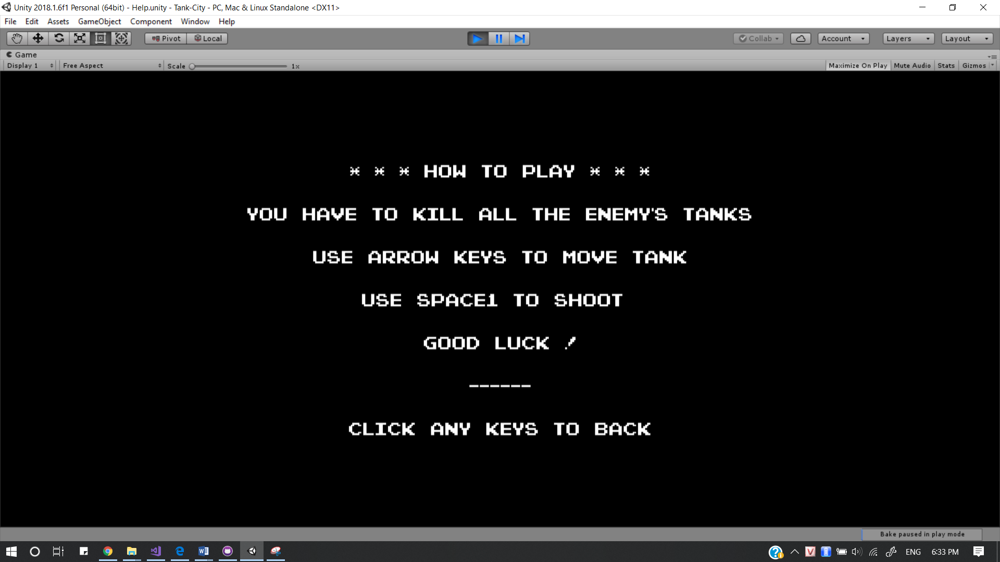 Unity 2018.1.6f1 Personal (64bit) - Help.unity - Tank-City - PC, Mac & Linux Standalone <DX11>
File Edit Assets GameObject Component Window Help
Pivot Local Collab Account Layers Layout
Game
Display 1 Free Aspect Scale 1x Maximize On Play Mute Audio Stats Gizmos
* * * HOW TO PLAY * * *
YOU HAVE TO KILL ALL THE ENEMY'S TANKS
USE ARROW KEYS TO MOVE TANK
USE SPACE1 TO SHOOT
GOOD LUCK !
------
CLICK ANY KEYS TO BACK
Bake paused in play mode
ENG 6:33 PM